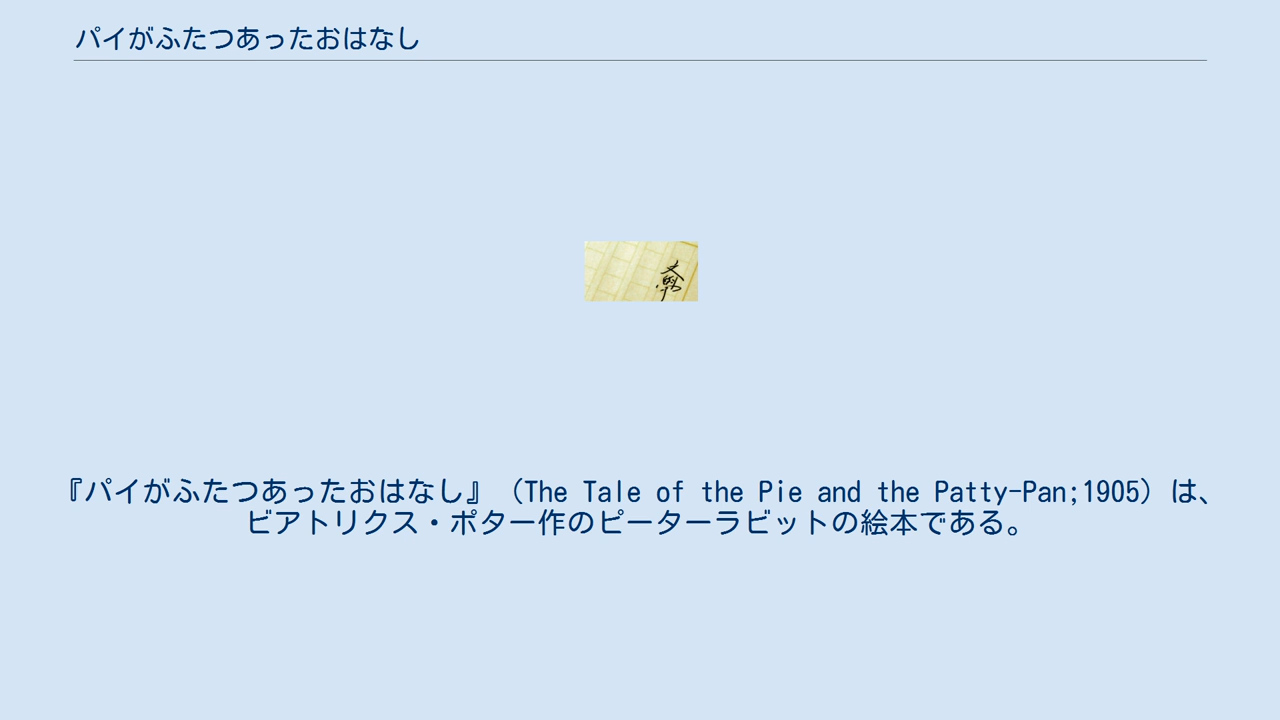 パイがふたつあったおはなし
『パイがふたつあったおはなし』（The Tale of the Pie and the Patty-Pan;1905）は、
ビアトリクス・ポター作のピーターラビットの絵本である。